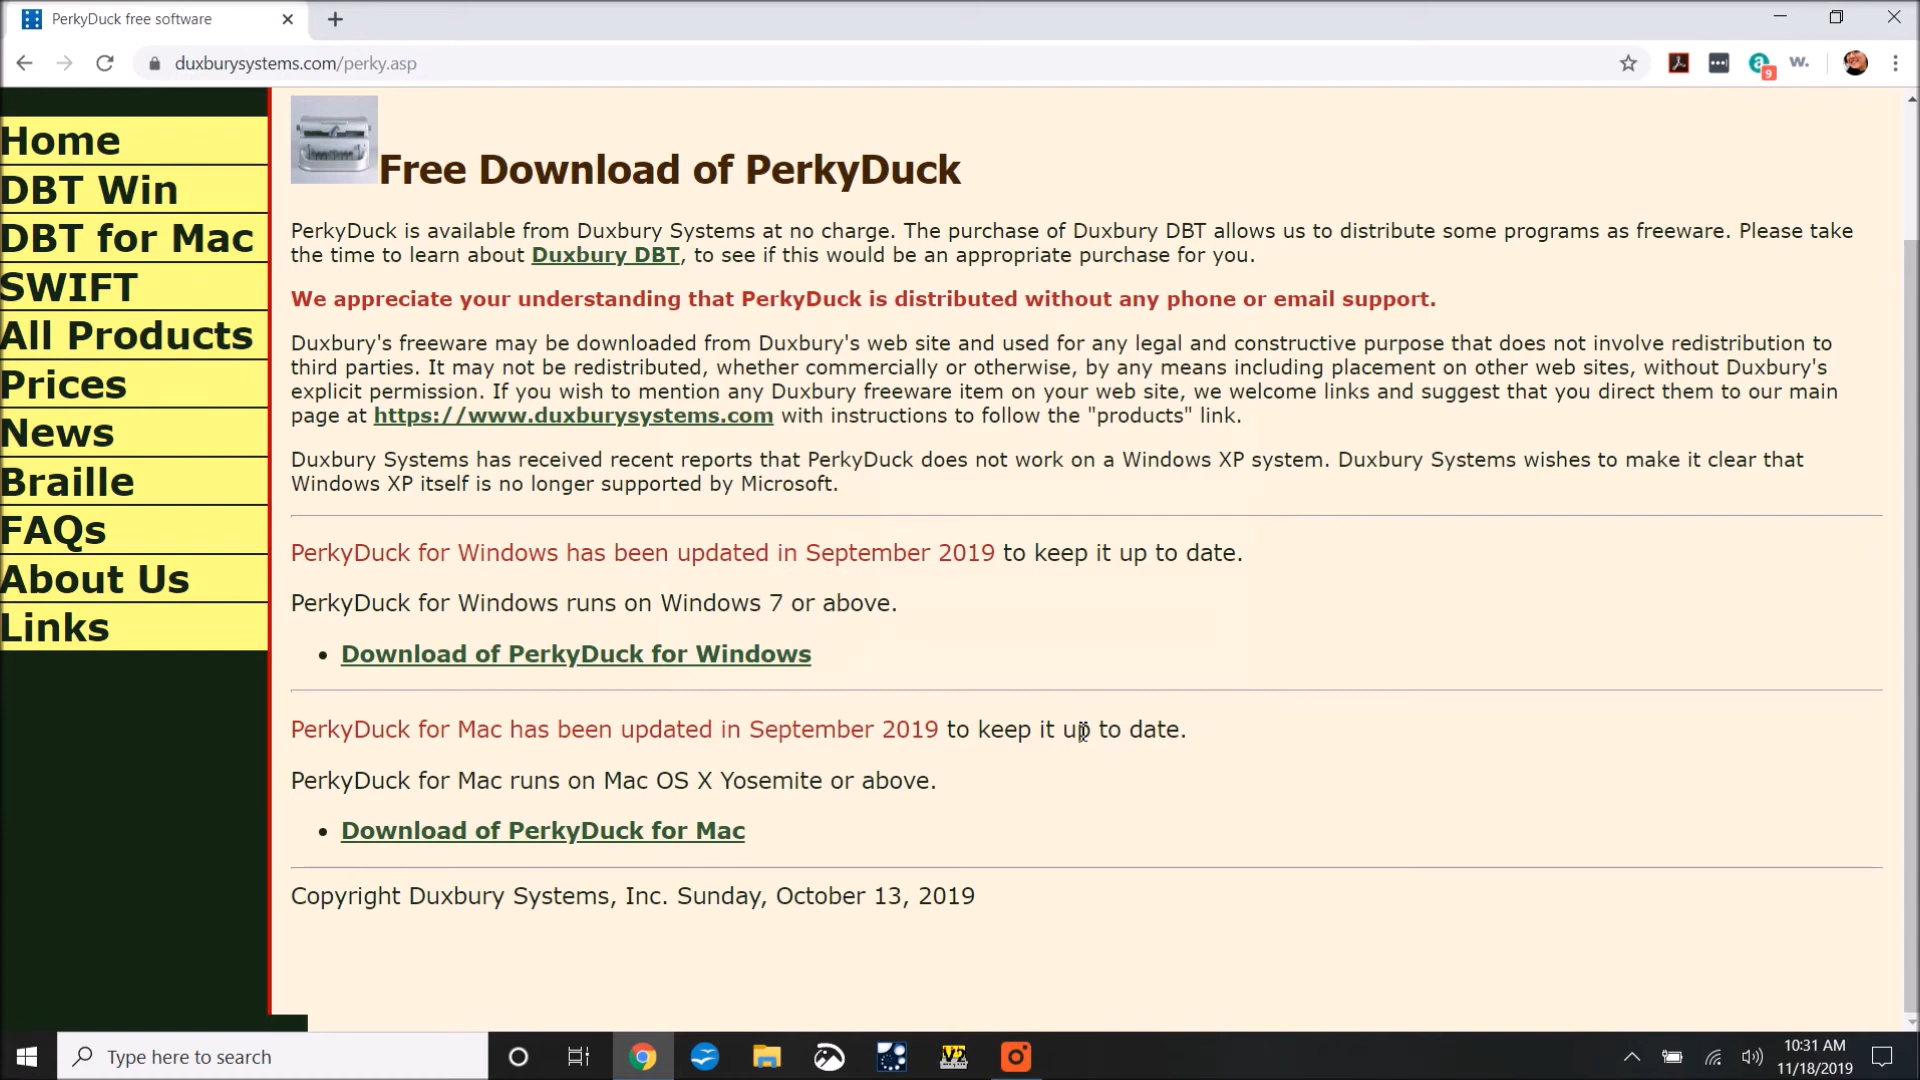 PerkyDuck free software
duxburysystems.com/perky.asp
9
w.
Home
DBT Win
DBT for Mac
SWIFT
All Products
Prices
News
Braille
FAQs
About Us
Links
Free Download of PerkyDuck
PerkyDuck is available from Duxbury Systems at no charge. The purchase of Duxbury DBT allows us to distribute some programs as freeware. Please take
the time to learn about Duxbury DBT, to see if this would be an appropriate purchase for you.
We appreciate your understanding that PerkyDuck is distributed without any phone or email support.
Duxbury's freeware may be downloaded from Duxbury's web site and used for any legal and constructive purpose that does not involve redistribution to
third parties. It may not be redistributed, whether commercially or otherwise, by any means including placement on other web sites, without Duxbury's
explicit permission. If you wish to mention any Duxbury freeware item on your web site, we welcome links and suggest that you direct them to our main
page at https://www.duxburysystems.com with instructions to follow the "products" link.
Duxbury Systems has received recent reports that PerkyDuck does not work on a Windows XP system. Duxbury Systems wishes to make it clear that
Windows XP itself is no longer supported by Microsoft.
PerkyDuck for Windows has been updated in September 2019 to keep it up to date.
PerkyDuck for Windows runs on Windows 7 or above.
• Download of PerkyDuck for Windows
PerkyDuck for Mac has been updated in September 2019 to keep it up to date.
PerkyDuck for Mac runs on Mac OS X Yosemite or above.
• Download of PerkyDuck for Mac
Copyright Duxbury Systems, Inc. Sunday, October 13, 2019
Type here to search
10:31 AM
11/18/2019